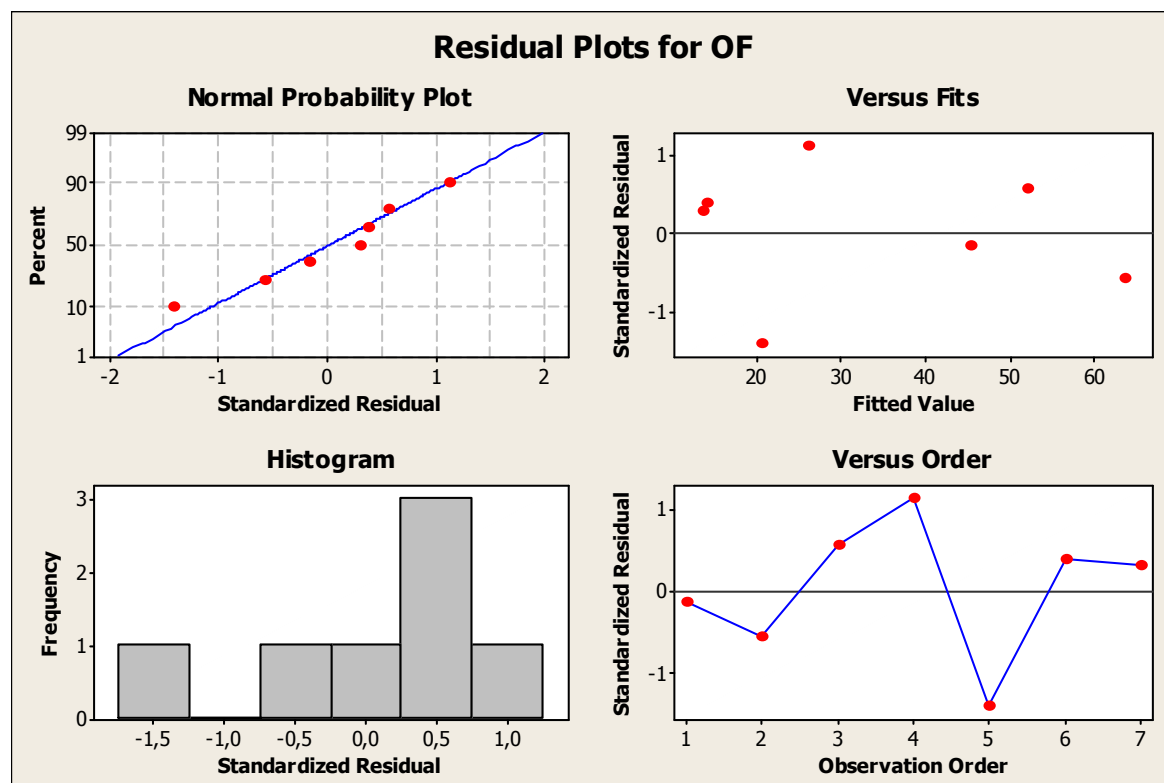 Residual Plots for OF
Normal Probability Plot
Percent
99
90
50
10
1
-2 -1 0 1 2
Standardized Residual
Versus Fits
Standardized Residual
1
0
-1
20 30 40 50 60
Fitted Value
Histogram
Frequency
3
2
1
0
-1,5 -1,0 -0,5 0,0 0,5 1,0
Standardized Residual
Versus Order
Standardized Residual
1
0
-1
1 2 3 4 5 6 7
Observation Order